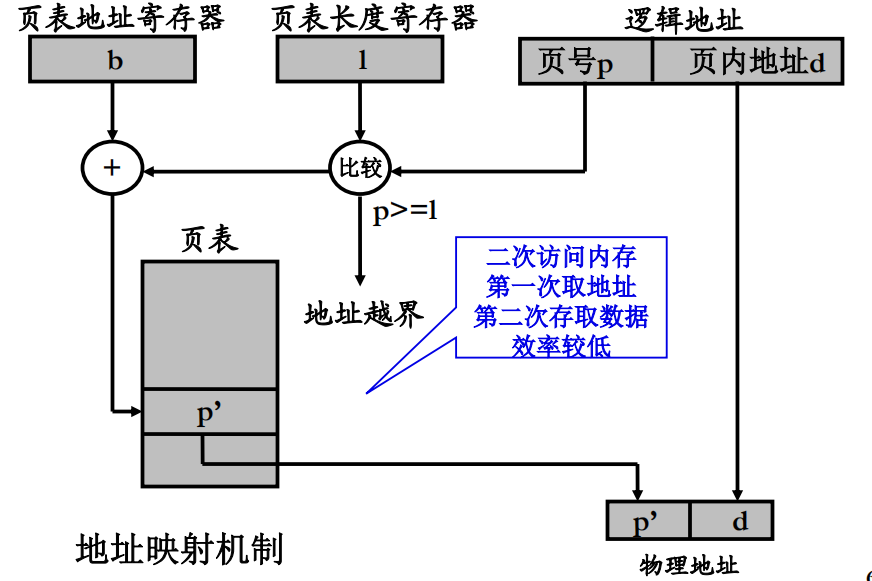 页表地址寄存器
页表长度寄存器
逻辑地址
b
l
页号p
页内地址d
+
比较
p>=l
页表
地址越界
二次访问内存
第一次取地址
第二次存取数据
效率较低
p’
p’
d
地址映射机制
物理地址